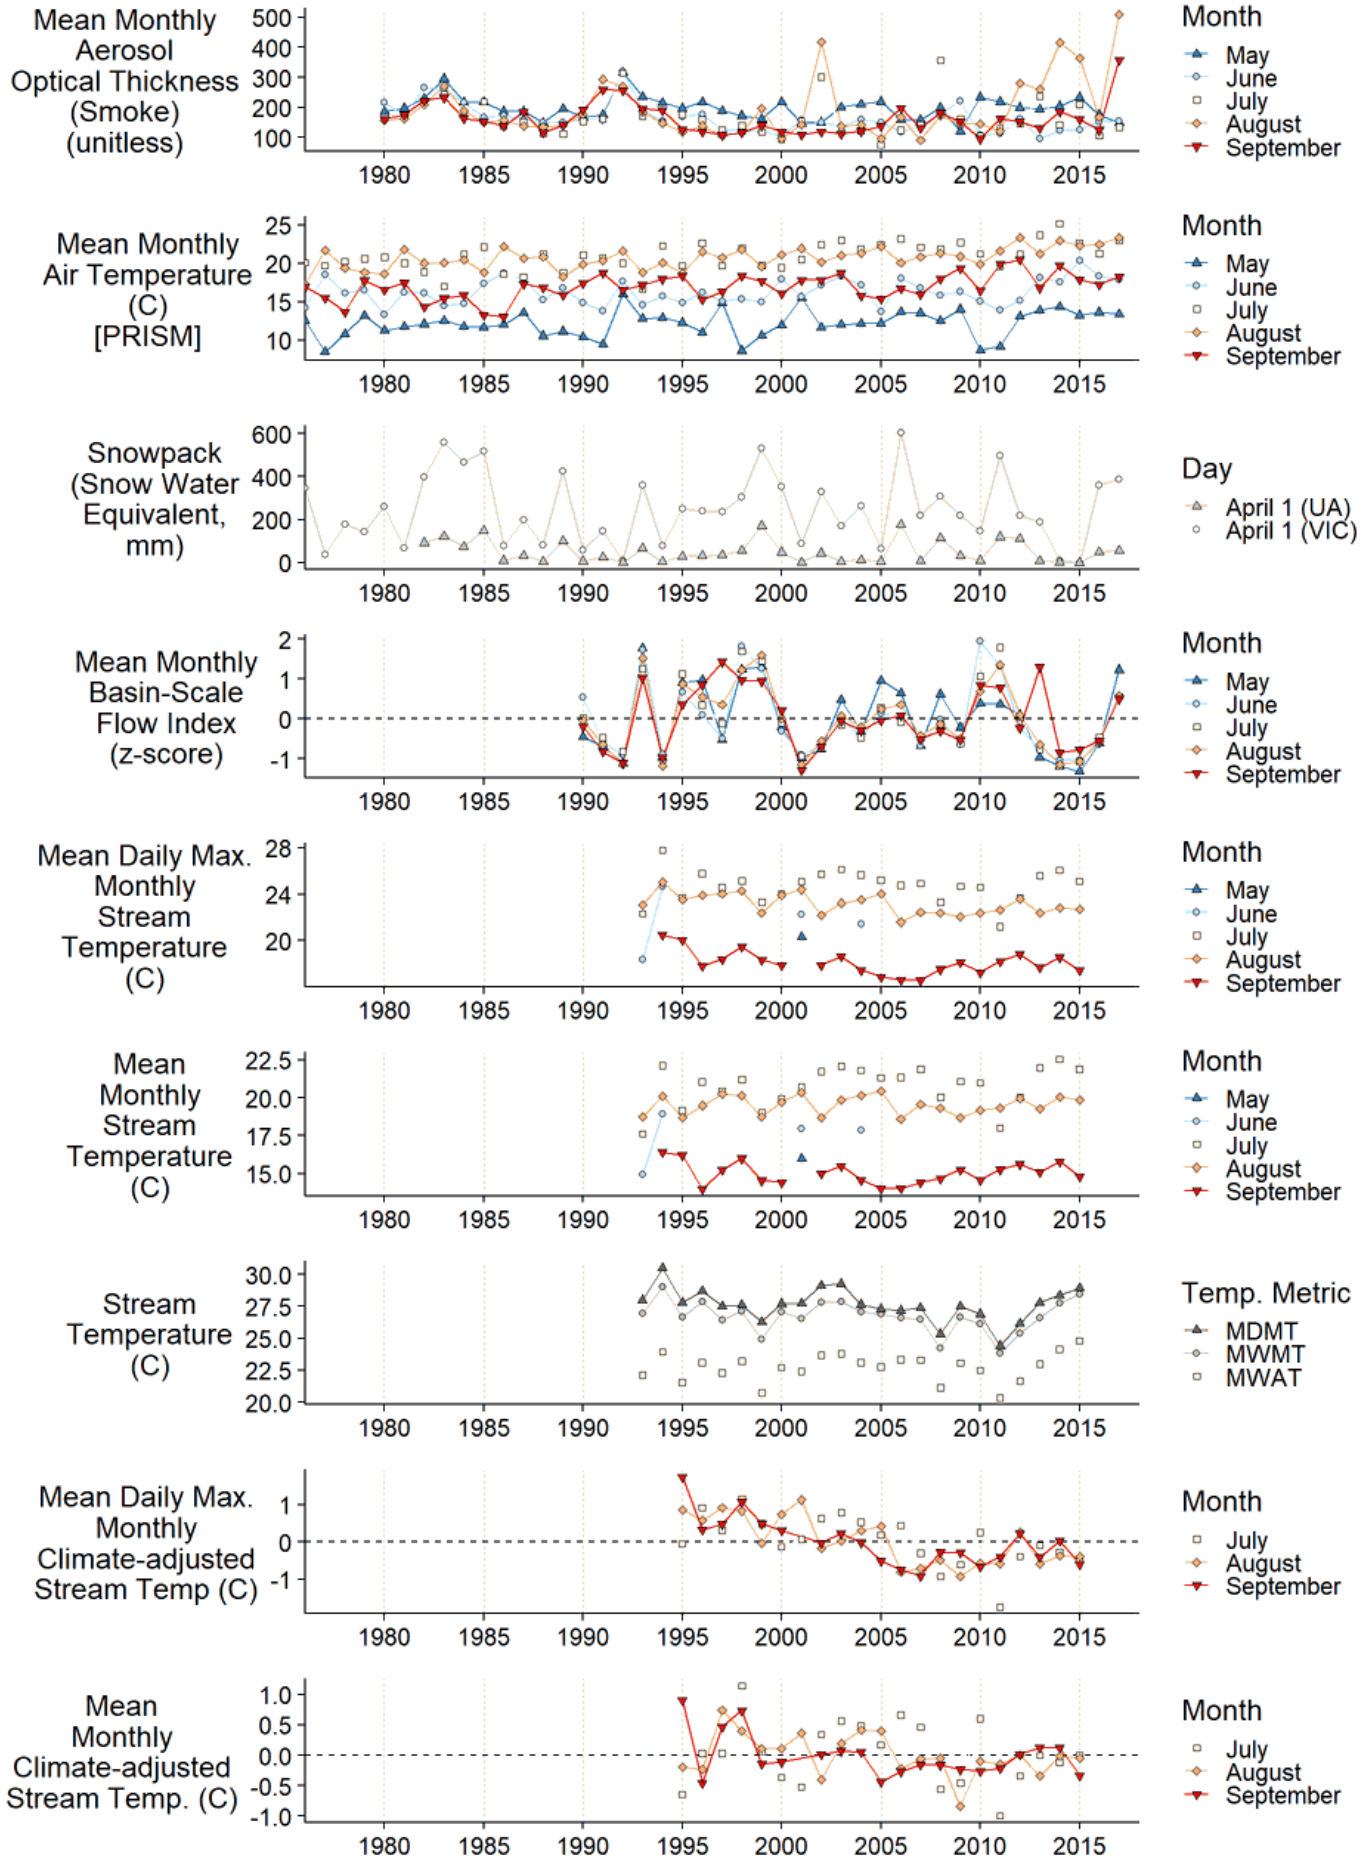 Mean Monthly
Aerosol
Optical Thickness
(Smoke)
(unitless)
500
400
300
200
100
1980 1985 1990 1995 2000 2005 2010 2015
Month
May
June
July
August
September
Mean Monthly
Air Temperature
(C)
[PRISM]
25
20
15
10
1980 1985 1990 1995 2000 2005 2010 2015
Month
May
June
July
August
September
Snowpack
(Snow Water
Equivalent,
mm)
600
400
200
0
1980 1985 1990 1995 2000 2005 2010 2015
Day
April 1 (UA)
April 1 (VIC)
Mean Monthly
Basin-Scale
Flow Index
(z-score)
2
1
0
-1
1980 1985 1990 1995 2000 2005 2010 2015
Month
May
June
July
August
September
Mean Daily Max.
Monthly
Stream
Temperature
(C)
28
24
20
1980 1985 1990 1995 2000 2005 2010 2015
Month
May
June
July
August
September
Mean
Monthly
Stream
Temperature
(C)
22.5
20.0
17.5
15.0
1980 1985 1990 1995 2000 2005 2010 2015
Month
May
June
July
August
September
Stream
Temperature
(C)
30.0
27.5
25.0
22.5
20.0
1980 1985 1990 1995 2000 2005 2010 2015
Temp. Metric
MDMT
MWMT
MWAT
Mean Daily Max.
Monthly
Climate-adjusted
Stream Temp (C)
1
0
-1
1980 1985 1990 1995 2000 2005 2010 2015
Month
July
August
September
Mean
Monthly
Climate-adjusted
Stream Temp. (C)
1.0
0.5
0.0
-0.5
-1.0
1980 1985 1990 1995 2000 2005 2010 2015
Month
July
August
September